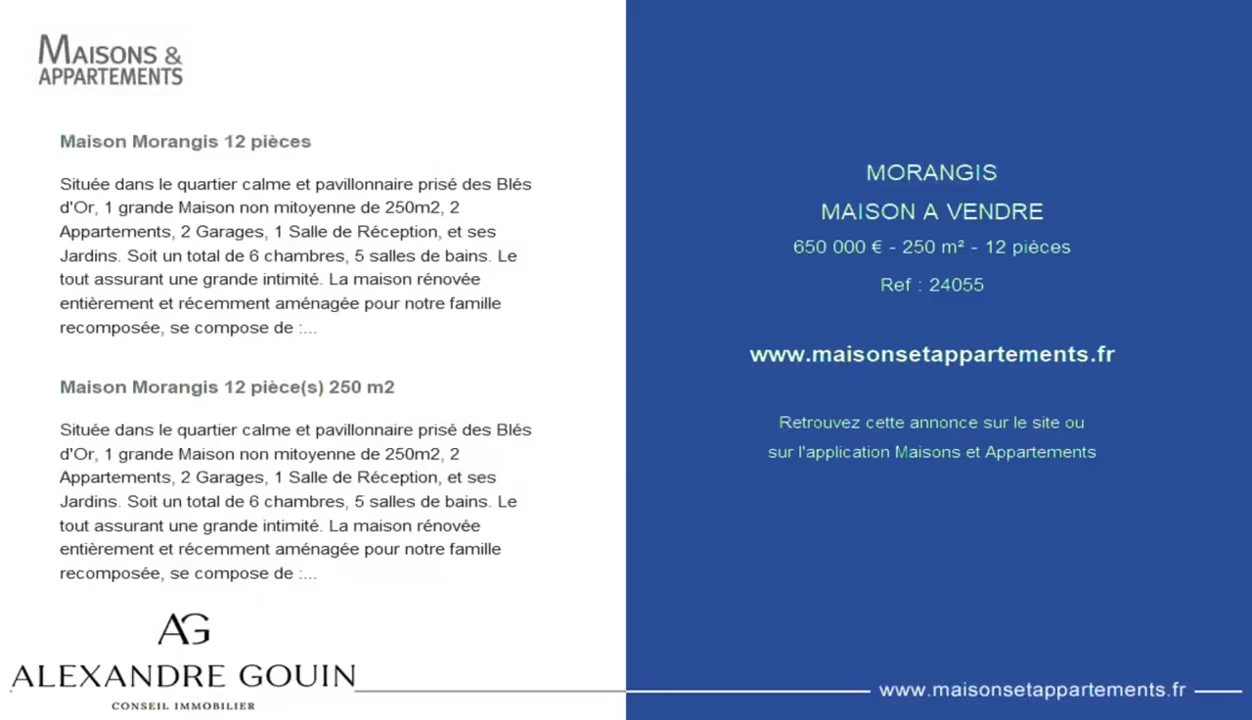 MAISONS &
APPARTEMENTS
Maison Morangis 12 pièces
Située dans le quartier calme et pavillonnaire prisé des Blés
d'Or, 1 grande Maison non mitoyenne de 250m2, 2
Appartements, 2 Garages, 1 Salle de Réception, et ses
Jardins. Soit un total de 6 chambres, 5 salles de bains. Le
tout assurant une grande intimité. La maison rénovée
entièrement et récemment aménagée pour notre famille
recomposée, se compose de :...
Maison Morangis 12 pièce(s) 250 m2
Située dans le quartier calme et pavillonnaire prisé des Blés
d'Or, 1 grande Maison non mitoyenne de 250m2, 2
Appartements, 2 Garages, 1 Salle de Réception, et ses
Jardins. Soit un total de 6 chambres, 5 salles de bains. Le
tout assurant une grande intimité. La maison rénovée
entièrement et récemment aménagée pour notre famille
recomposée, se compose de :...
AG
ALEXANDRE GOUIN
CONSEIL IMMOBILIER
MORANGIS
MAISON A VENDRE
650 000 € - 250 m² - 12 pièces
Ref : 24055
www.maisonsetappartements.fr
Retrouvez cette annonce sur le site ou
sur l'application Maisons et Appartements
www.maisonsetappartements.fr